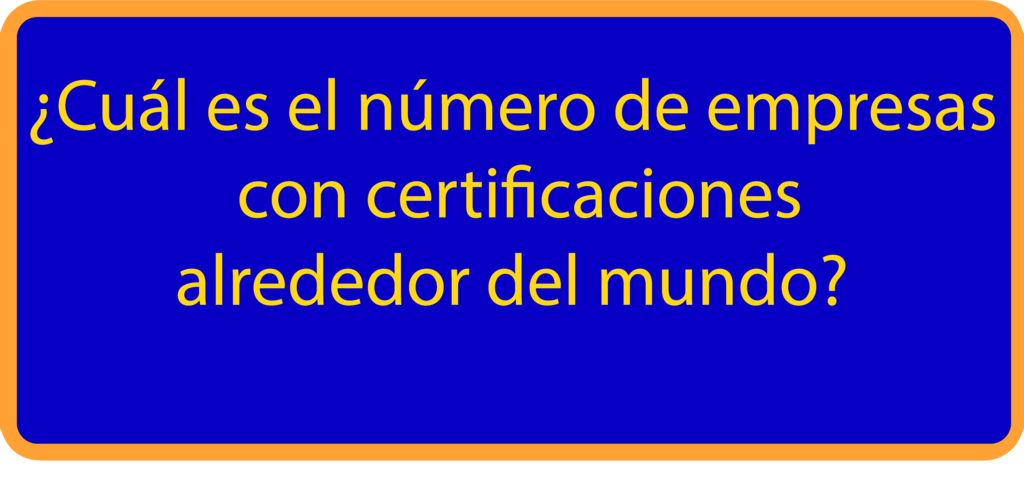 ¿Cuál es el número de empresas
con certificaciones
alrededor del mundo?